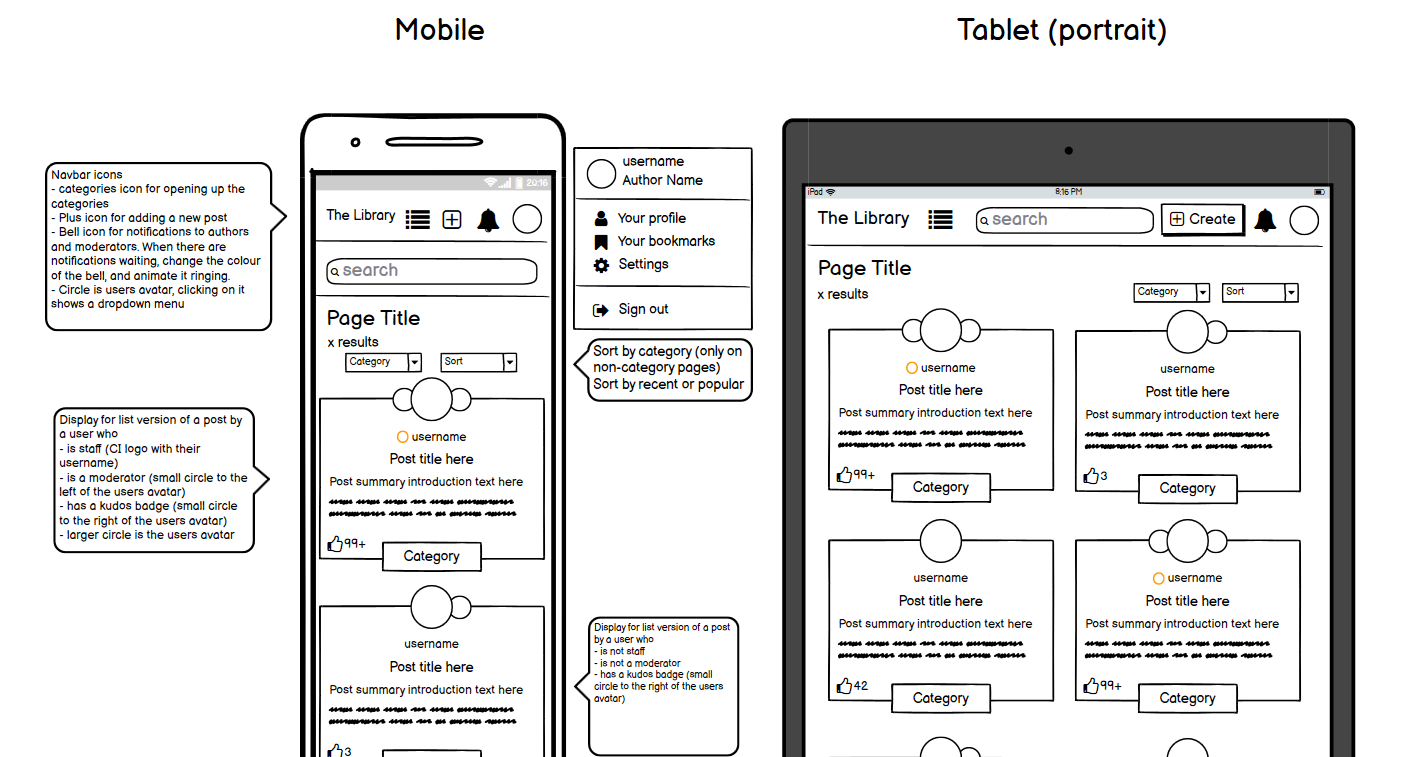 Mobile
Tablet (portrait)
Navbar icons
- categories icon for opening up the
categories
- Plus icon for adding a new post
- Bell icon for notifications to authors
and moderators. When there are
notifications waiting, change the colour
of the bell, and animate it ringing.
- Circle is users avatar, clicking on it
shows a dropdown menu
Display for list version of a post by
a user who
- is staff (CI logo with their
username)
- is a moderator (small circle to the
left of the users avatar)
- has a kudos badge (small circle
to the right of the users avatar)
- larger circle is the users avatar
20:16
The Library
search
Page Title
x results
Category
Sort
username
Post title here
Post summary introduction text here
99+
Category
username
Post title here
Post summary introduction text here
3
username
Author Name
Your profile
Your bookmarks
Settings
Sign out
Sort by category (only on
non-category pages)
Sort by recent or popular
Display for list version of a post
by a user who
- is not staff
- is not a moderator
- has a kudos badge (small
circle to the right of the users
avatar)
iPod
8:16 PM
The Library
search
Create
Page Title
x results
Category
Sort
username
Post title here
Post summary introduction text here
99+
Category
username
Post title here
Post summary introduction text here
3
Category
username
Post title here
Post summary introduction text here
42
Category
username
Post title here
Post summary introduction text here
99+
Category